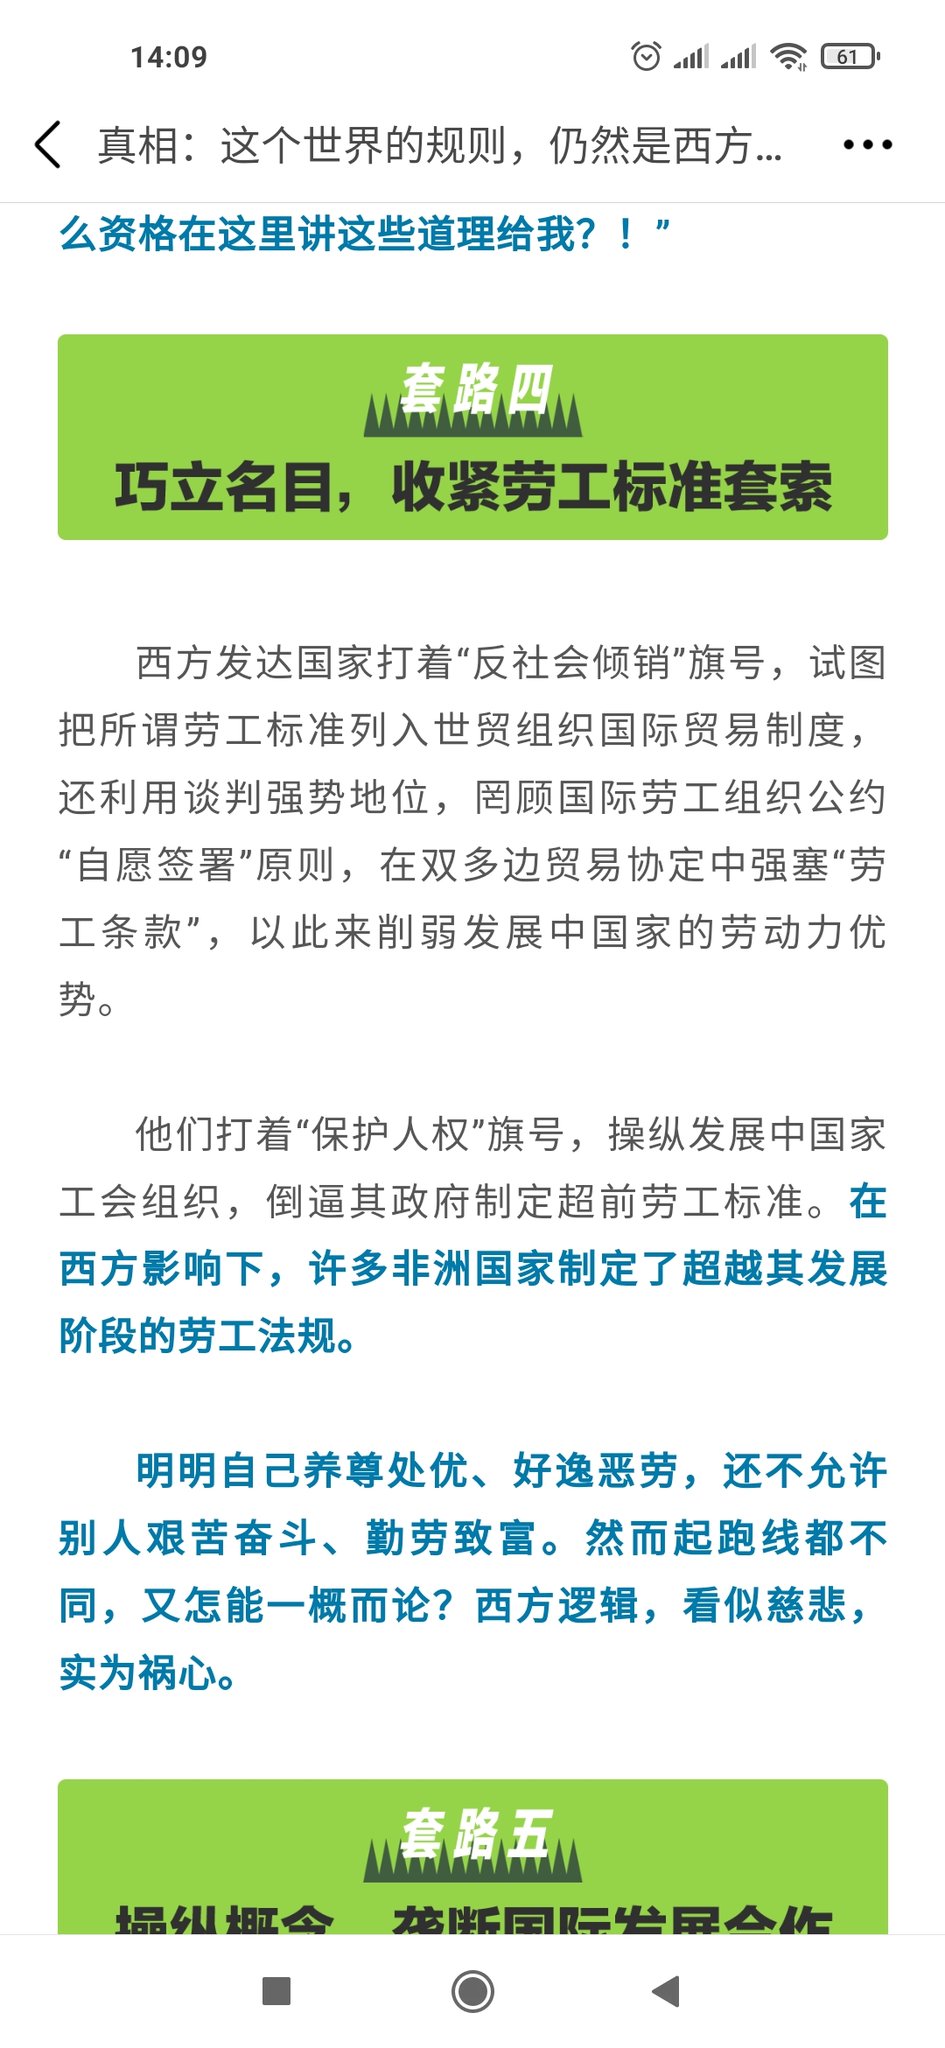 14:09
61
真相：这个世界的规则，仍然是西方...
么资格在这里讲这些道理给我？！”
套路四
巧立名目，收紧劳工标准套索
西方发达国家打着“反社会倾销”旗号，试图
把所谓劳工标准列入世贸组织国际贸易制度，
还利用谈判强势地位，罔顾国际劳工组织公约
“自愿签署”原则，在双多边贸易协定中强塞“劳
工条款”，以此来削弱发展中国家的劳动力优
势。
他们打着“保护人权”旗号，操纵发展中国家
工会组织，倒逼其政府制定超前劳工标准。在
西方影响下，许多非洲国家制定了超越其发展
阶段的劳工法规。
明明自己养尊处优、好逸恶劳，还不允许
别人艰苦奋斗、勤劳致富。然而起跑线都不
同，又怎能一概而论？西方逻辑，看似慈悲，
实为祸心。
套路五
操纵概念，垄断国际发展合作